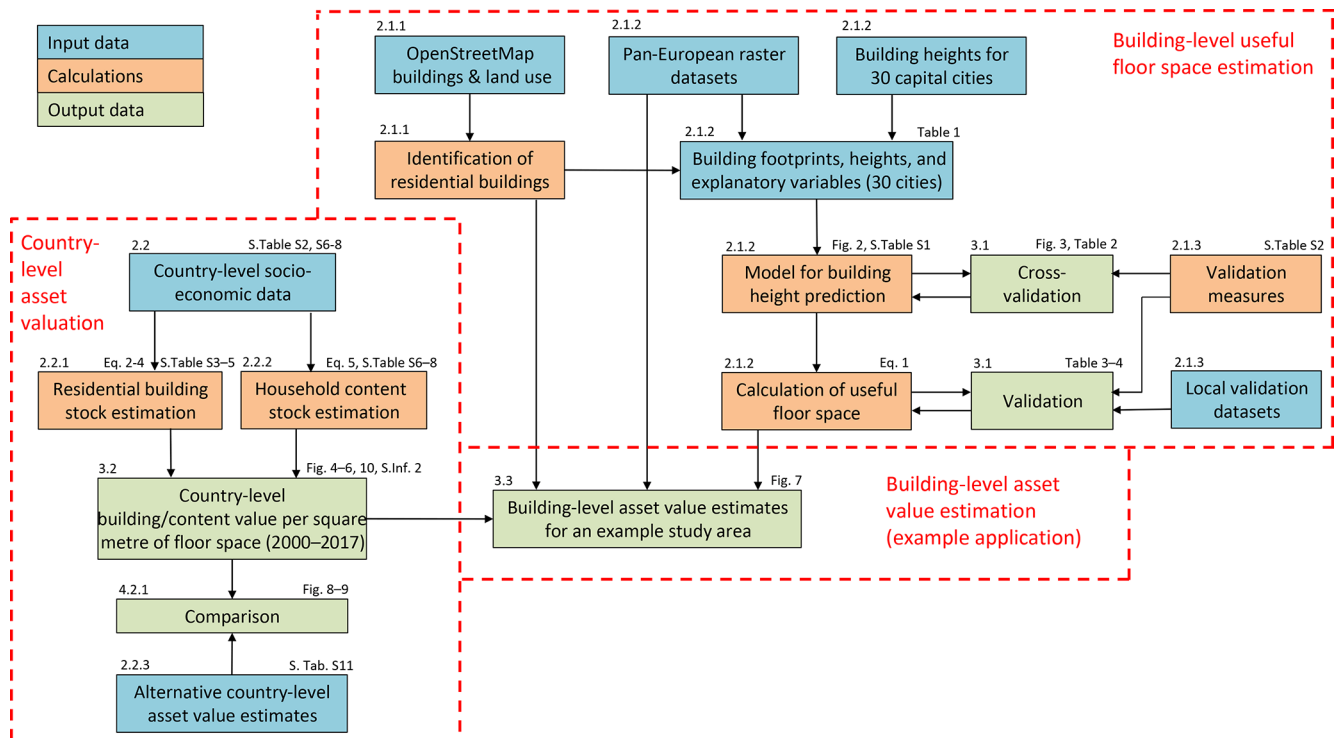 Input data
Calculations
Output data
Building-level useful
floor space estimation
2.1.1
OpenStreetMap
buildings & land use
2.1.2
Pan-European raster
datasets
2.1.2
Building heights for
30 capital cities
2.1.1
Identification of
residential buildings
2.1.2
Table 1
Building footprints, heights, and
explanatory variables (30 cities)
2.1.2
Fig. 2, S.Table S1
Model for building
height prediction
3.1
Fig. 3, Table 2
Cross-
validation
2.1.3
S.Table S2
Validation
measures
2.1.2
Eq. 1
Calculation of useful
floor space
3.1
Table 3–4
Validation
2.1.3
Local validation
datasets
Country-
level
asset
valuation
2.2
S.Table S2, S6-8
Country-level socio-
economic data
2.2.1
Eq. 2-4
S.Table S3–5
Residential building
stock estimation
2.2.2
Eq. 5, S.Table S6–8
Household content
stock estimation
3.2
Fig. 4–6, 10, S.Inf. 2
Country-level
building/content value per square
metre of floor space (2000–2017)
3.3
Fig. 7
Building-level asset value estimates
for an example study area
Building-level asset
value estimation
(example application)
4.2.1
Fig. 8–9
Comparison
2.2.3
S. Tab. S11
Alternative country-level
asset value estimates